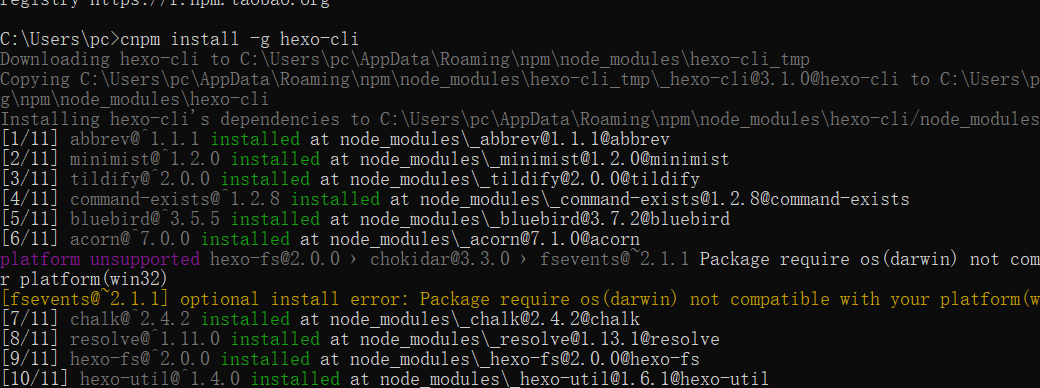 registry https://r.npm.taobao.org
C:\Users\pc>cnpm install -g hexo-cli
Downloading hexo-cli to C:\Users\pc\AppData\Roaming\npm\node_modules\hexo-cli_tmp
Copying C:\Users\pc\AppData\Roaming\npm\node_modules\hexo-cli_tmp\_hexo-cli@3.1.0@hexo-cli to C:\Users\p
g\npm\node_modules\hexo-cli
Installing hexo-cli's dependencies to C:\Users\pc\AppData\Roaming\npm\node_modules\hexo-cli/node_modules
[1/11] abbrev@^1.1.1 installed at node_modules\_abbrev@1.1.1@abbrev
[2/11] minimist@^1.2.0 installed at node_modules\_minimist@1.2.0@minimist
[3/11] tildify@^2.0.0 installed at node_modules\_tildify@2.0.0@tildify
[4/11] command-exists@^1.2.8 installed at node_modules\_command-exists@1.2.8@command-exists
[5/11] bluebird@^3.5.5 installed at node_modules\_bluebird@3.7.2@bluebird
[6/11] acorn@^7.0.0 installed at node_modules\_acorn@7.1.0@acorn
platform unsupported hexo-fs@2.0.0 › chokidar@3.3.0 › fsevents@~2.1.1 Package require os(darwin) not com
r platform(win32)
[fsevents@~2.1.1] optional install error: Package require os(darwin) not compatible with your platform(w
[7/11] chalk@^2.4.2 installed at node_modules\_chalk@2.4.2@chalk
[8/11] resolve@^1.11.0 installed at node_modules\_resolve@1.13.1@resolve
[9/11] hexo-fs@^2.0.0 installed at node_modules\_hexo-fs@2.0.0@hexo-fs
[10/11] hexo-util@^1.4.0 installed at node_modules\_hexo-util@1.6.1@hexo-util